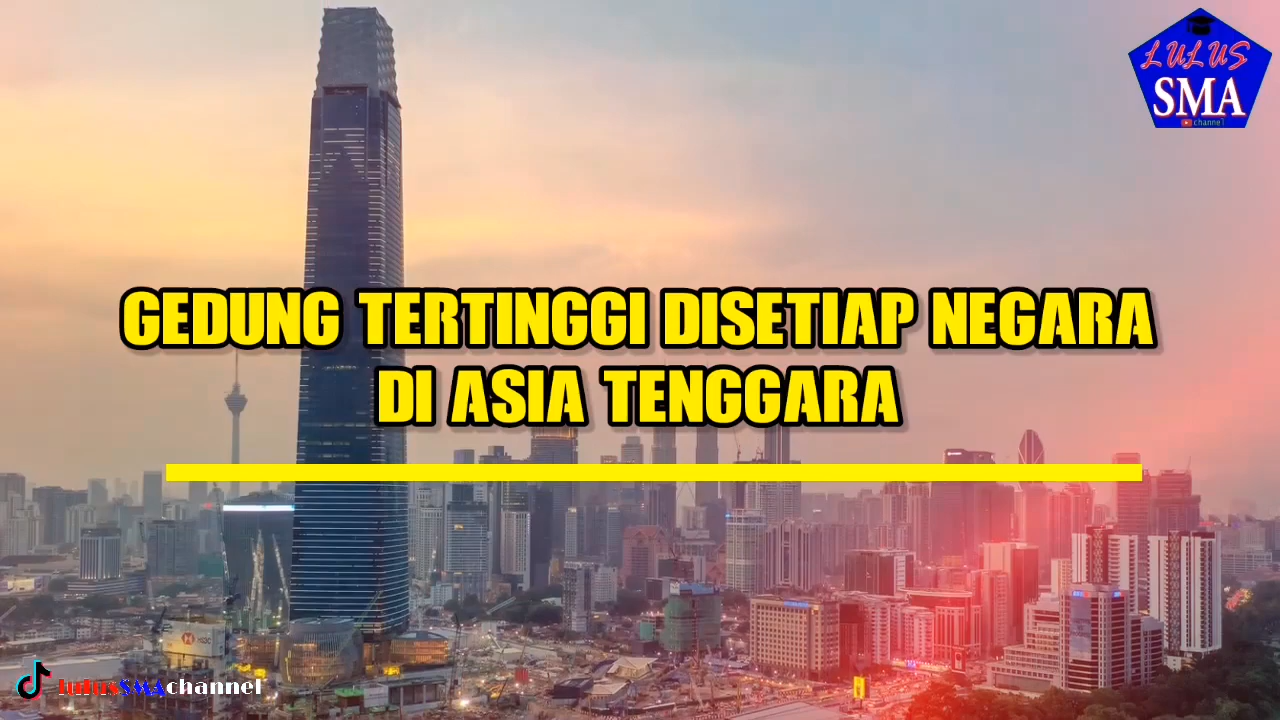 LULUS
SMA
channel
GEDUNG TERTINGGI DISETIAP NEGARA
DI ASIA TENGGARA
lulusSMAchannel